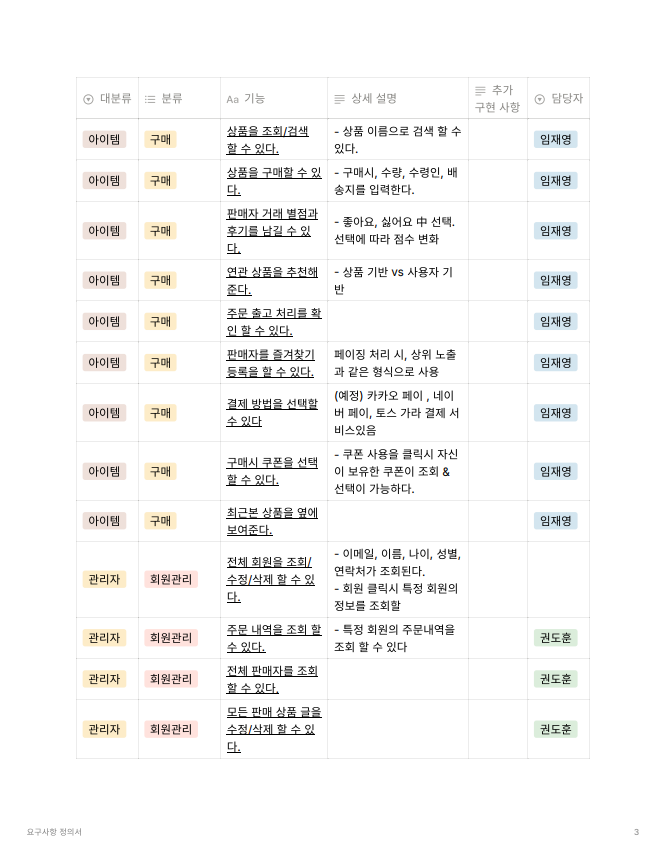 대분류 분류 Aa 기능 상세 설명 추가 구현 사항 담당자
아이템 구매 상품을 조회/검색 할 수 있다. - 상품 이름으로 검색 할 수 있다. 임재영
아이템 구매 상품을 구매할 수 있다. - 구매시, 수량, 수령인, 배송지를 입력한다. 임재영
아이템 구매 판매자 거래 별점과 후기를 남길 수 있다. - 좋아요, 싫어요 中 선택. 선택에 따라 점수 변화 임재영
아이템 구매 연관 상품을 추천해준다. - 상품 기반 vs 사용자 기반 임재영
아이템 구매 주문 출고 처리를 확인 할 수 있다. 임재영
아이템 구매 판매자를 즐겨찾기 등록을 할 수 있다. 페이징 처리 시, 상위 노출과 같은 형식으로 사용 임재영
아이템 구매 결제 방법을 선택할 수 있다 (예정) 카카오 페이 , 네이버 페이, 토스 가라 결제 서비스있음 임재영
아이템 구매 구매시 쿠폰을 선택 할 수 있다. - 쿠폰 사용을 클릭시 자신이 보유한 쿠폰이 조회 & 선택이 가능하다. 임재영
아이템 구매 최근본 상품을 옆에 보여준다. 임재영
관리자 회원관리 전체 회원을 조회/수정/삭제 할 수 있다. - 이메일, 이름, 나이, 성별, 연락처가 조회된다. - 회원 클릭시 특정 회원의 정보를 조회할
관리자 회원관리 주문 내역을 조회 할 수 있다. - 특정 회원의 주문내역을 조회 할 수 있다 권도훈
관리자 회원관리 전체 판매자를 조회 할 수 있다. 권도훈
관리자 회원관리 모든 판매 상품 글을 수정/삭제 할 수 있다. 권도훈
요구사항 정의서 3